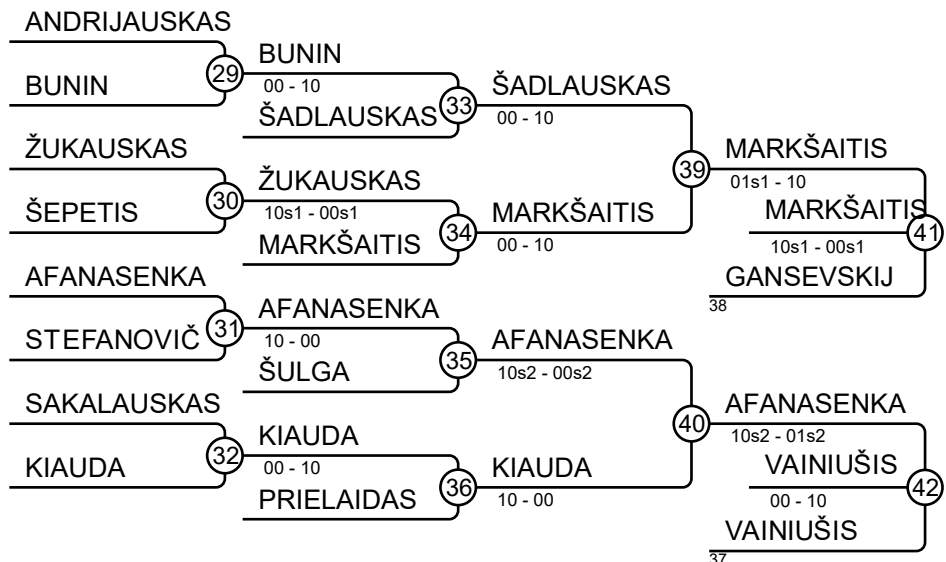 ANDRIJAUSKAS
BUNIN
29
BUNIN
00 - 10
ŠADLAUSKAS
33
ŠADLAUSKAS
00 - 10
ŽUKAUSKAS
ŠEPETIS
30
ŽUKAUSKAS
10s1 - 00s1
MARKŠAITIS
34
MARKŠAITIS
00 - 10
39
MARKŠAITIS
01s1 - 10
MARKŠAITIS
10s1 - 00s1
41
GANSEVSKIJ
38
AFANASENKA
STEFANOVIČ
31
AFANASENKA
10 - 00
ŠULGA
35
AFANASENKA
10s2 - 00s2
SAKALAUSKAS
KIAUDA
32
KIAUDA
00 - 10
PRIELAIDAS
36
KIAUDA
10 - 00
40
AFANASENKA
10s2 - 01s2
VAINIUŠIS
00 - 10
42
VAINIUŠIS
37